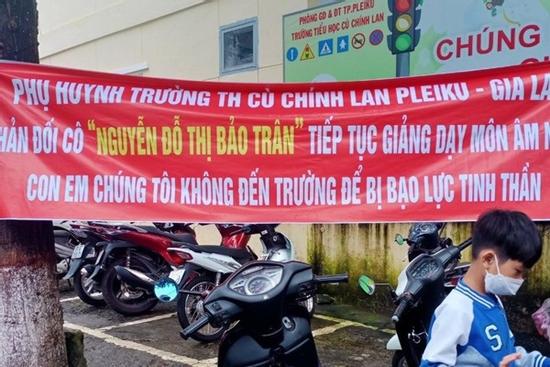 PHÒNG GD & ĐT TP.PLEIKU
TRƯỜNG TIỂU HỌC CÙ CHÍNH LAN
CHÚNG
PHỤ HUYNH TRƯỜNG TH CÙ CHÍNH LAN PLEIKU - GIA LA
HẢN ĐỐI CÔ "NGUYỄN ĐỖ THỊ BẢO TRÂN" TIẾP TỤC GIẢNG DẠY MÔN ÂM N
CON EM CHÚNG TÔI KHÔNG ĐẾN TRƯỜNG ĐỂ BỊ BẠO LỰC TINH THẦN
S